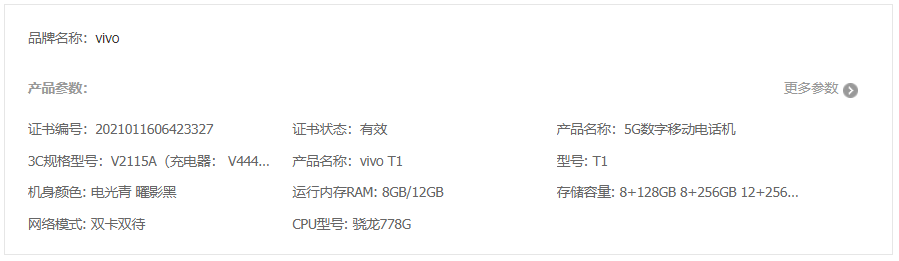 品牌名称：vivo
产品参数：
更多参数
证书编号：2021011606423327 证书状态：有效 产品名称：5G数字移动电话机
3C规格型号：V2115A（充电器： V444... 产品名称：vivo T1 型号: T1
机身颜色: 电光青 曜影黑 运行内存RAM: 8GB/12GB 存储容量: 8+128GB 8+256GB 12+256...
网络模式: 双卡双待 CPU型号: 骁龙778G